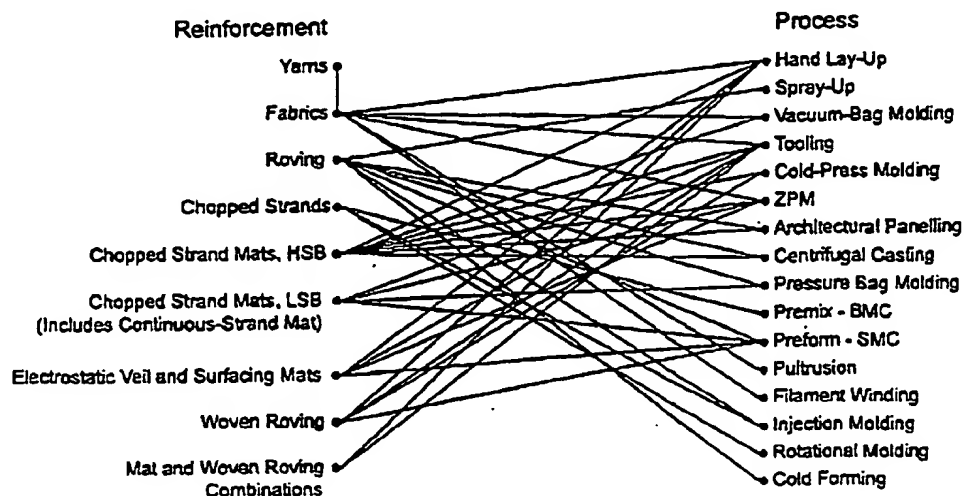 Reinforcement
Yarns
Fabrics
Roving
Chopped Strands
Chopped Strand Mats, HSB
Chopped Strand Mats, LSB
(Includes Continuous-Strand Mat)
Electrostatic Veil and Surfacing Mats
Woven Roving
Mat and Woven Roving
Combinations
Process
Hand Lay-Up
Spray-Up
Vacuum-Bag Molding
Tooling
Cold-Press Molding
ZPM
Architectural Panelling
Centrifugal Casting
Pressure Bag Molding
Premix - BMC
Preform - SMC
Pultrusion
Filament Winding
Injection Molding
Rotational Molding
Cold Forming